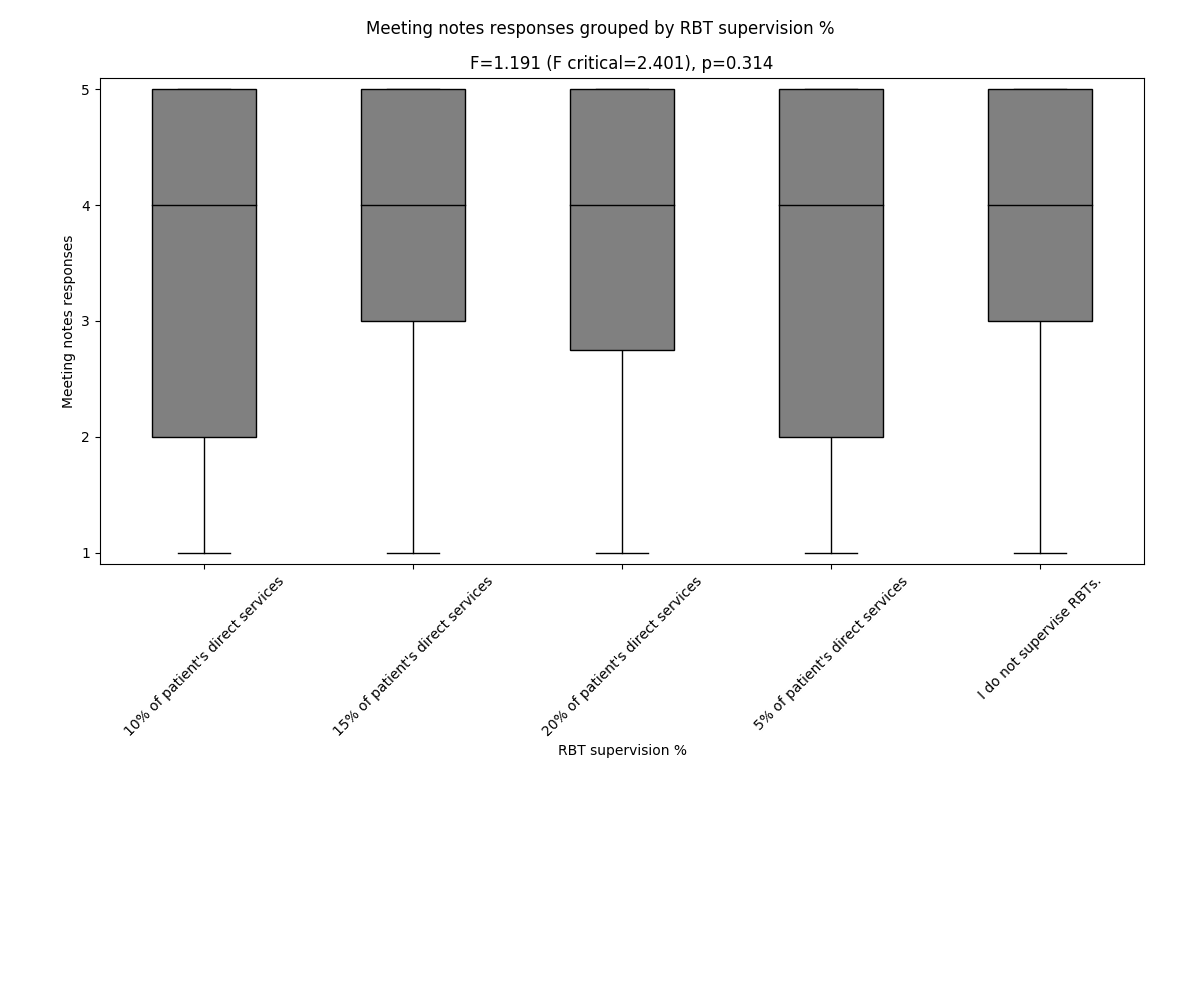 Meeting notes responses grouped by RBT supervision %
F=1.191 (F critical=2.401), p=0.314
5
4
3
2
1
Meeting notes responses
10% of patient's direct services
15% of patient's direct services
20% of patient's direct services
5% of patient's direct services
I do not supervise RBTs.
RBT supervision %